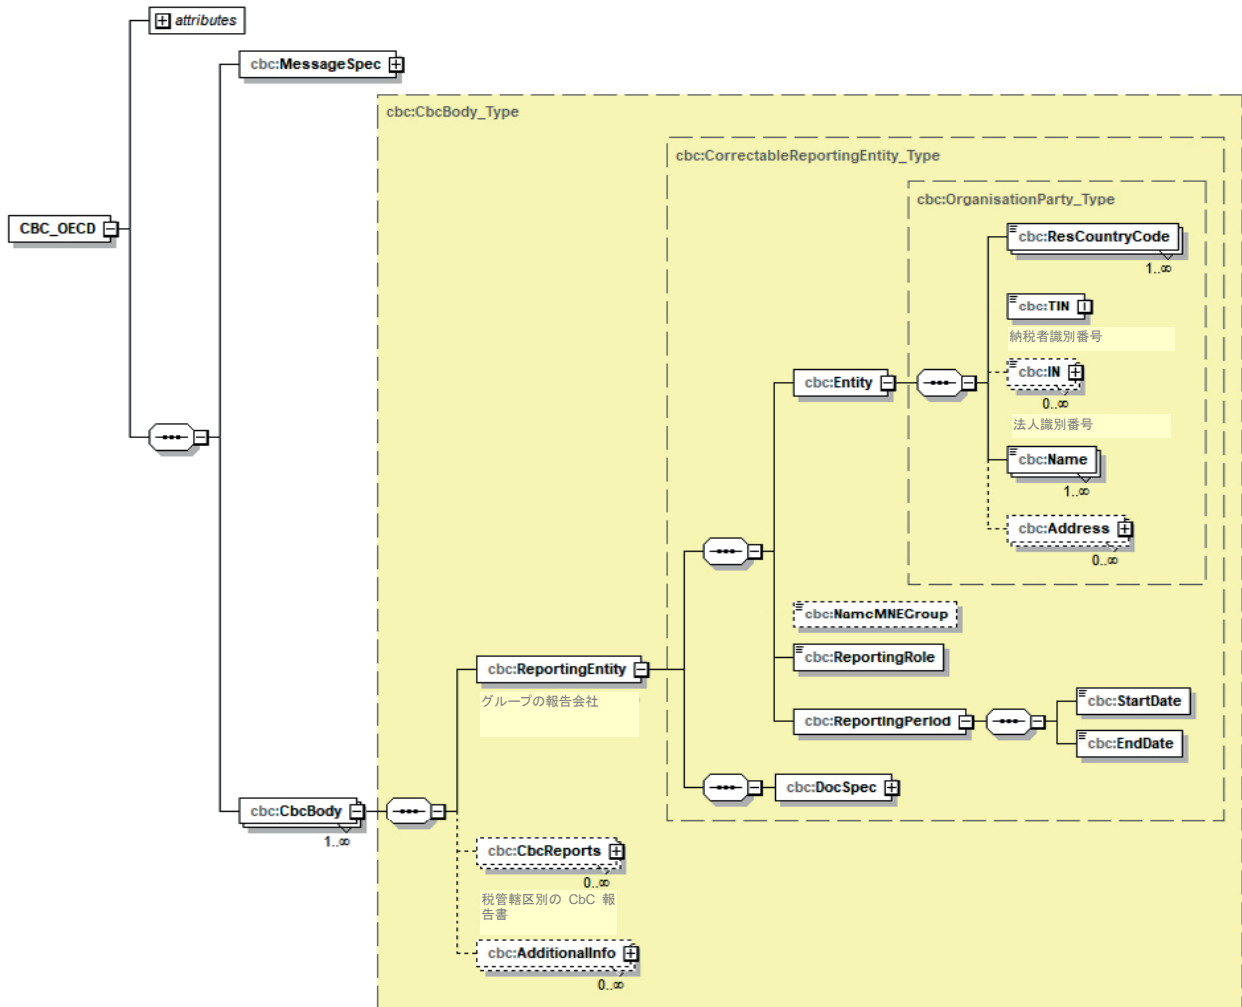 attributes
cbc:MessageSpec
cbc:CbcBody_Type
cbc:CorrectableReportingEntity_Type
cbc:OrganisationParty_Type
CBC_OECD
cbc:ResCountryCode
1..∞
cbc:TIN
納税者識別番号
cbc:IN
0..∞
法人識別番号
cbc:Entity
cbc:Name
1..∞
cbc:Address
0..∞
cbc:NameMNEGroup
cbc:ReportingRole
cbc:ReportingEntity
グループの報告会社
cbc:ReportingPeriod
cbc:StartDate
cbc:EndDate
cbc:DocSpec
cbc:CbcBody
1..∞
cbc:CbcReports
0..∞
税管轄区別の CbC 報
告書
cbc:AdditionalInfo
0..∞